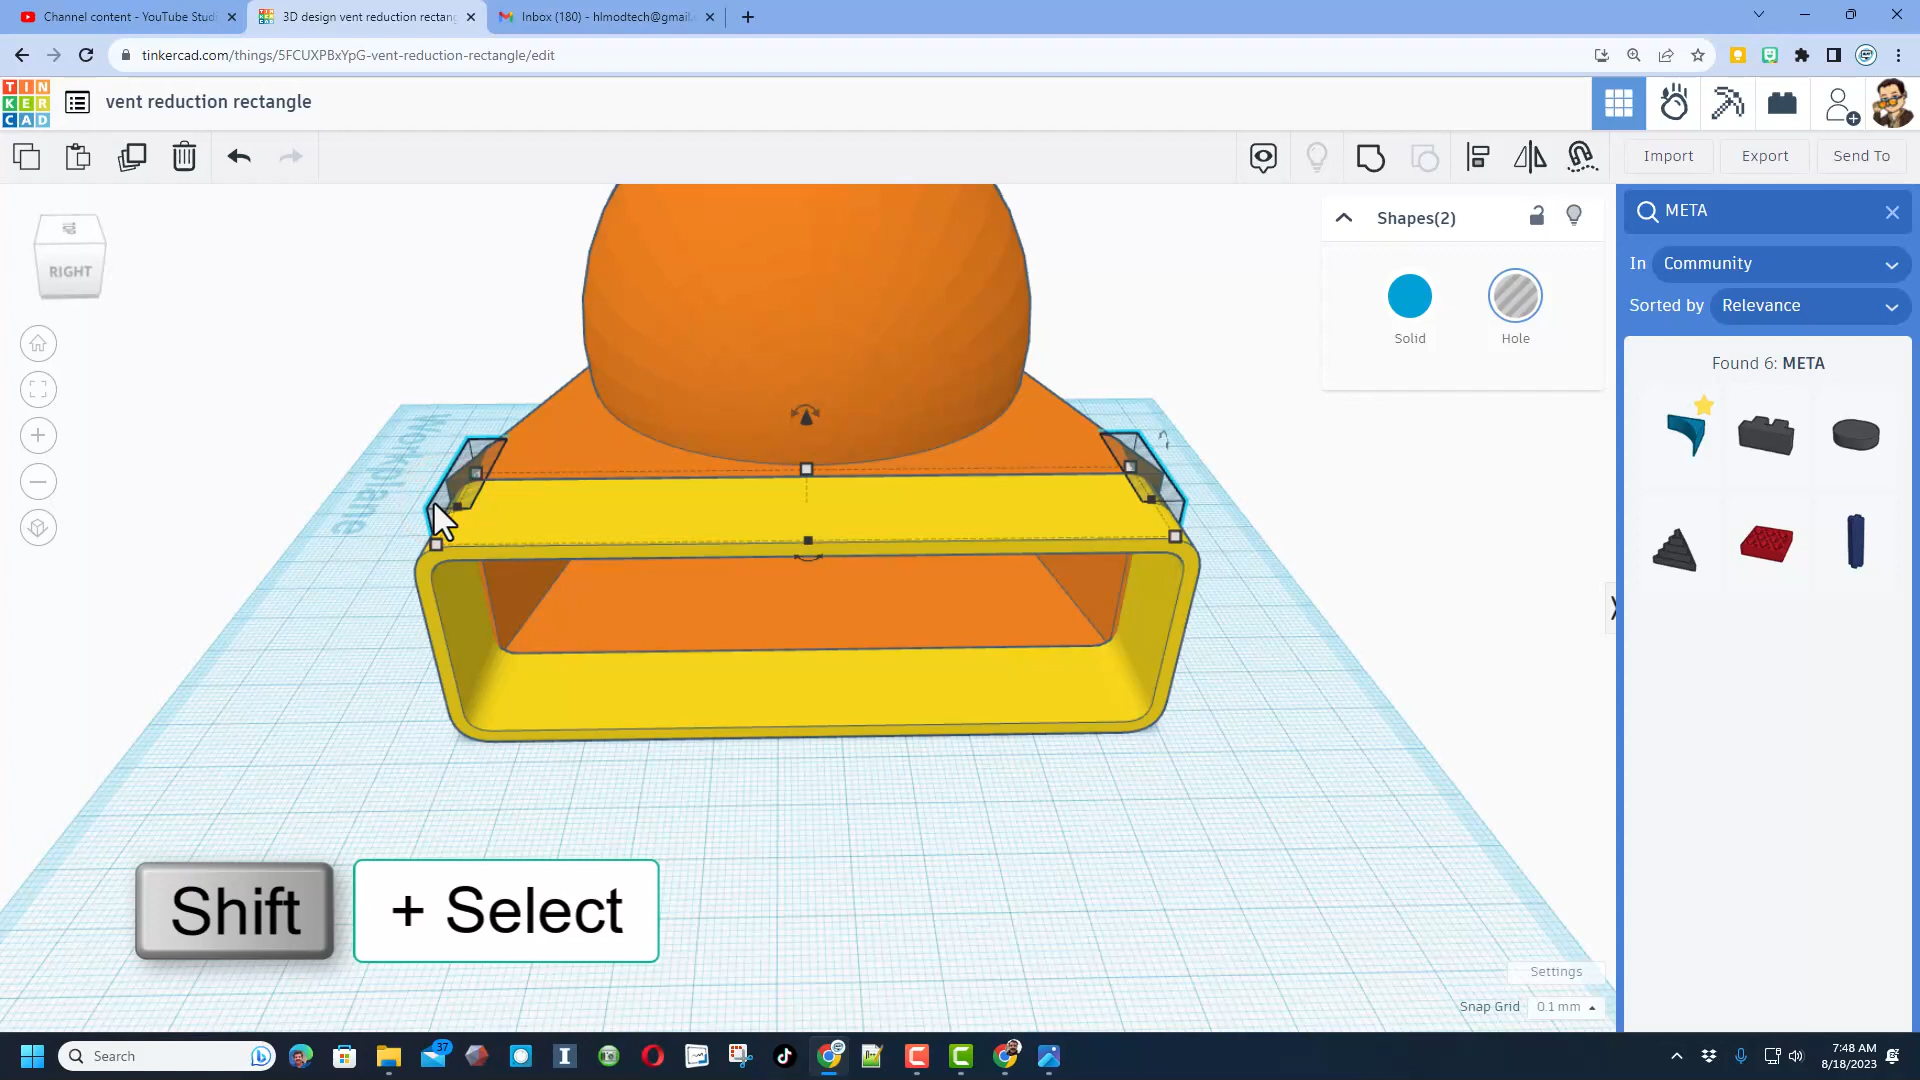 Channel content - YouTube Studi
3D design vent reduction rectang
Inbox (180) - hlmodtech@gmail.
tinkercad.com/things/5FCUXPBxYpG-vent-reduction-rectangle/edit
TIN
KER
CAD
vent reduction rectangle
Import
Export
Send To
TOP
RIGHT
Workplane
Shapes(2)
Solid
Hole
META
In
Community
Sorted by
Relevance
Found 6: META
Shift
+ Select
Settings
Snap Grid
0.1 mm
Search
37
7:48 AM
8/18/2023